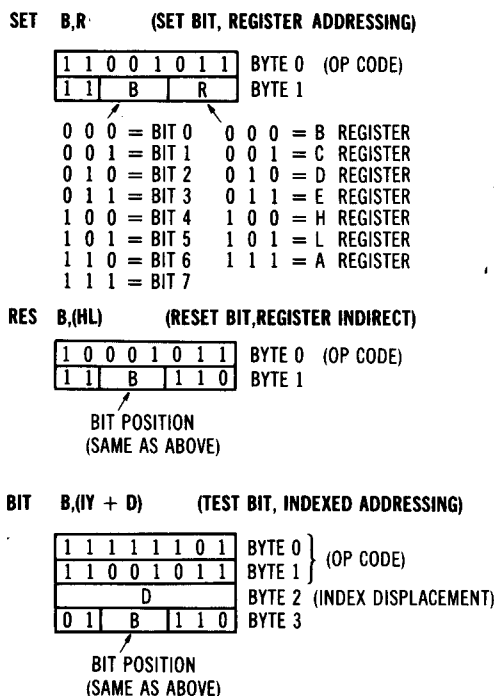 SET B,R (SET BIT, REGISTER ADDRESSING)
1 1 0 0 1 0 1 1 BYTE 0 (OP CODE)
1 1 B R BYTE 1
0 0 0 = BIT 0 0 0 0 = B REGISTER
0 0 1 = BIT 1 0 0 1 = C REGISTER
0 1 0 = BIT 2 0 1 0 = D REGISTER
0 1 1 = BIT 3 0 1 1 = E REGISTER
1 0 0 = BIT 4 1 0 0 = H REGISTER
1 0 1 = BIT 5 1 0 1 = L REGISTER
1 1 0 = BIT 6 1 1 1 = A REGISTER
1 1 1 = BIT 7
RES B,(HL) (RESET BIT,REGISTER INDIRECT)
1 0 0 0 1 0 1 1 BYTE 0 (OP CODE)
1 1 B 1 1 0 BYTE 1
BIT POSITION
(SAME AS ABOVE)
BIT B,(IY + D) (TEST BIT, INDEXED ADDRESSING)
1 1 1 1 1 1 0 1 BYTE 0
(OP CODE)
1 1 0 0 1 0 1 1 BYTE 1
D BYTE 2 (INDEX DISPLACEMENT)
0 1 B 1 1 0 BYTE 3
BIT POSITION
(SAME AS ABOVE)